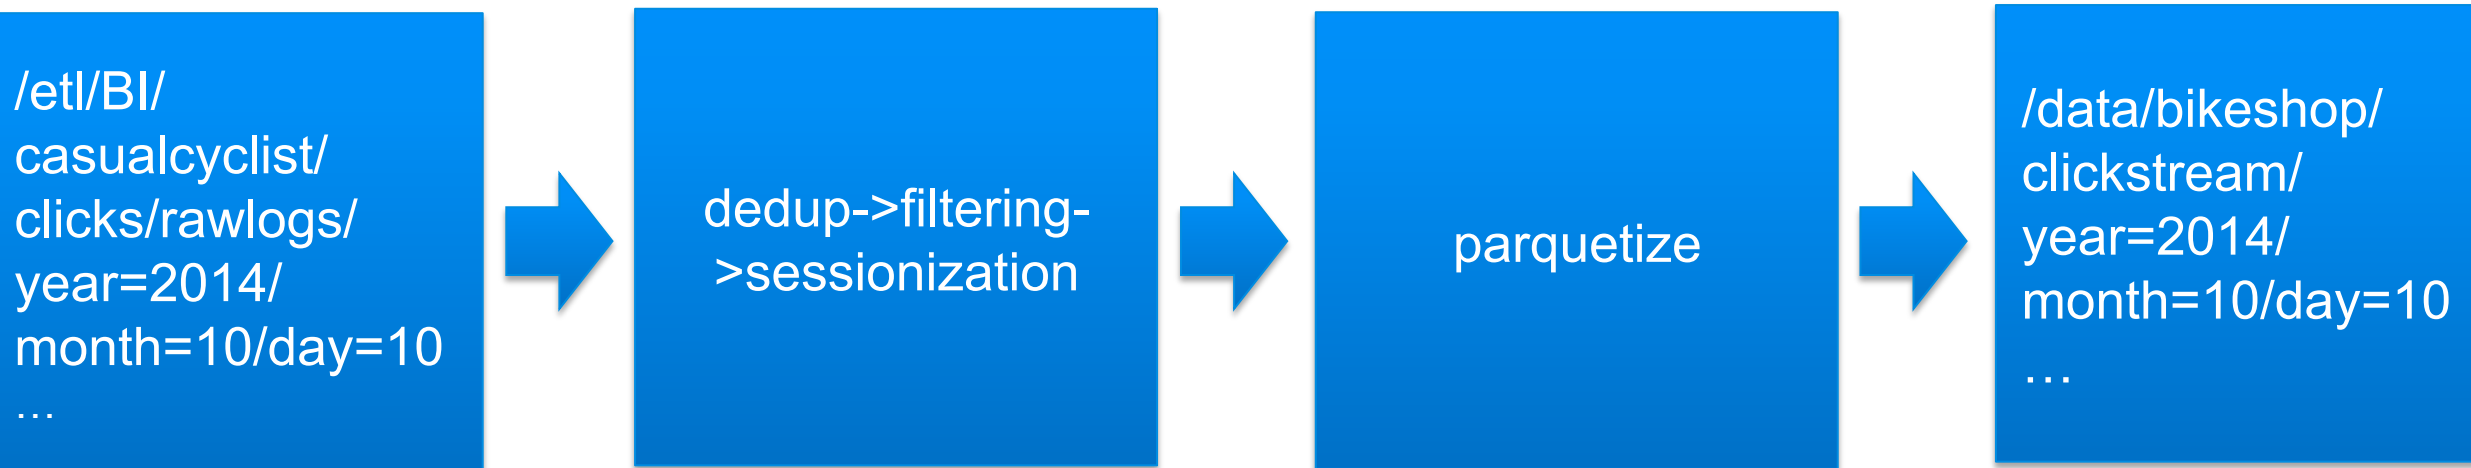 /etl/BI/
casualcyclist/
clicks/rawlogs/
year=2014/
month=10/day=10
…
dedup->filtering-
>sessionization
parquetize
/data/bikeshop/
clickstream/
year=2014/
month=10/day=10
…